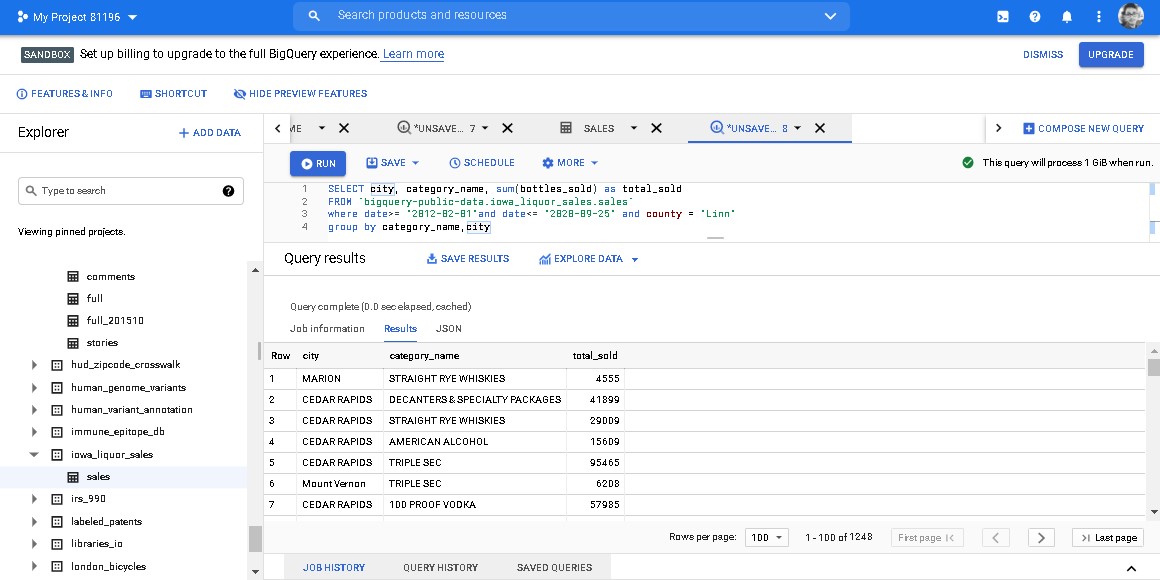 My Project 81196
Search products and resources
SANDBOX Set up billing to upgrade to the full BigQuery experience. Learn more DISMISS UPGRADE
FEATURES & INFO SHORTCUT HIDE PREVIEW FEATURES
Explorer + ADD DATA
ME *UNSAVE... 7 SALES *UNSAVE... 8 COMPOSE NEW QUERY
RUN SAVE SCHEDULE MORE This query will process 1 GiB when run.
Type to search
Viewing pinned projects.
comments
full
full_201510
stories
hud_zipcode_crosswalk
human_genome_variants
human_variant_annotation
immune_epitope_db
iowa_liquor_sales
sales
irs_990
labeled_patents
libraries_io
london_bicycles
1 SELECT city, category_name, sum(bottles_sold) as total_sold
2 FROM `bigquery-public-data.iowa_liquor_sales.sales`
3 where date>= "2012-02-01"and date<= "2020-09-25" and county = "Linn"
4 group by category_name,city
Query results SAVE RESULTS EXPLORE DATA
Query complete (0.0 sec elapsed, cached)
Job information Results JSON
Row city category_name total_sold
1 MARION STRAIGHT RYE WHISKIES 4555
2 CEDAR RAPIDS DECANTERS & SPECIALTY PACKAGES 41899
3 CEDAR RAPIDS STRAIGHT RYE WHISKIES 29009
4 CEDAR RAPIDS AMERICAN ALCOHOL 15609
5 CEDAR RAPIDS TRIPLE SEC 95465
6 Mount Vernon TRIPLE SEC 6208
7 CEDAR RAPIDS 100 PROOF VODKA 57985
Rows per page: 100 1 - 100 of 1248 First page Last page
JOB HISTORY QUERY HISTORY SAVED QUERIES